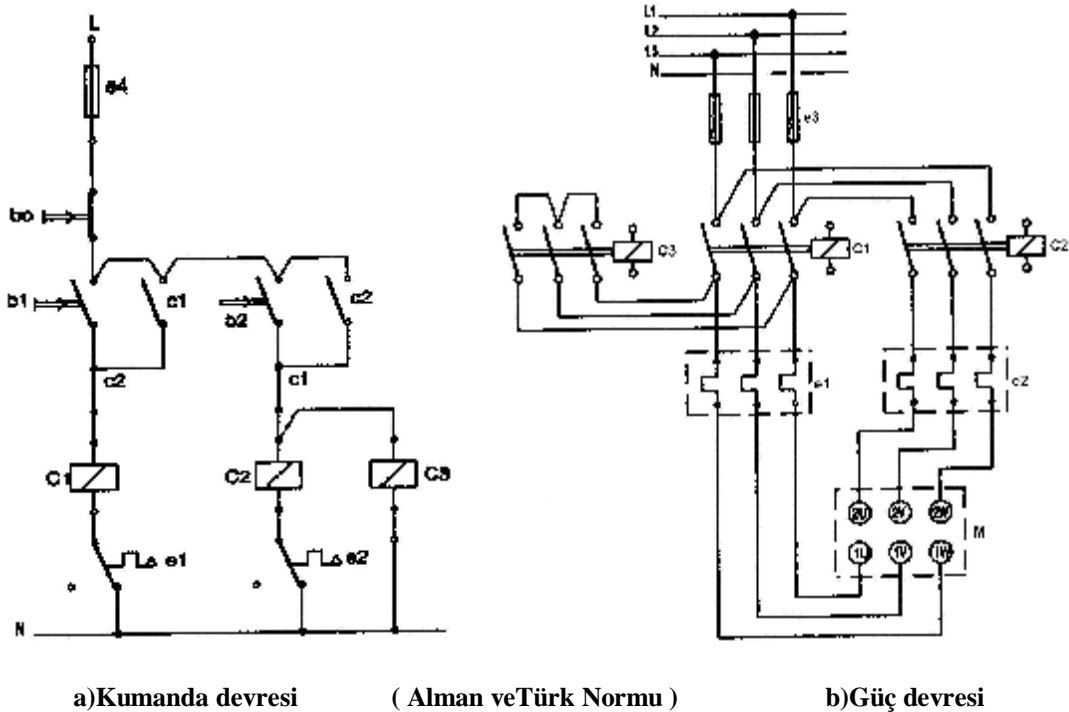 L
e4
bo
b1
c1
b2
c2
c2
c1
C1
C2
C3
e1
e2
N
L1
L2
L3
N
e3
C3
C1
C2
e1
e2
2U
2V
2W
M
1U
1V
1W
a)Kumanda devresi ( Alman veTürk Normu ) b)Güç devresi